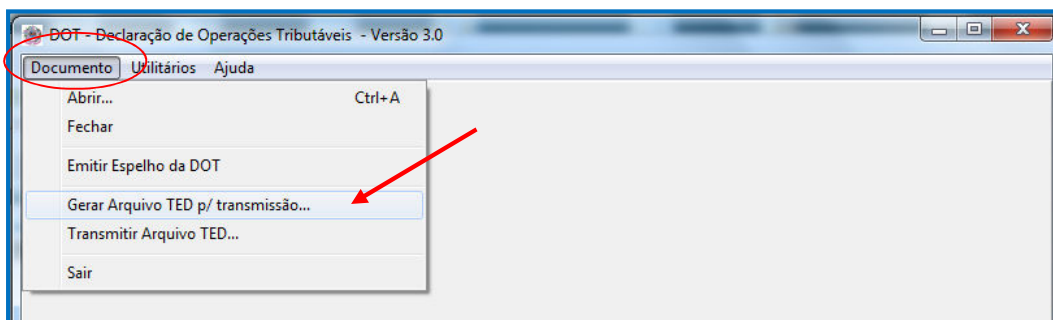 DOT - Declaração de Operações Tributáveis - Versão 3.0
Documento Utilitários Ajuda
Abrir... Ctrl+A
Fechar
Emitir Espelho da DOT
Gerar Arquivo TED p/ transmissão...
Transmitir Arquivo TED...
Sair